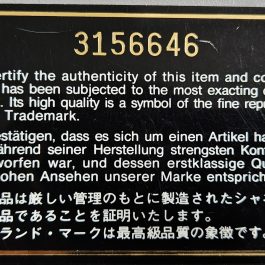 3156646
ertify the authenticity of this item and co
has been subjected to the most exacting
. Its high quality is a symbol of the fine rep
Trademark.
estätigen, dass es sich um einen Artikel ha
ährend seiner Herstellung strengsten Kon
worfen war, und dessen erstklassige Qu
ohen Ansehen unserer Marke entsprich
品は厳しい管理のもとに製造されたシャネ
品であることを証明いたします。
ランド・マークは最高級品質の象徴です。